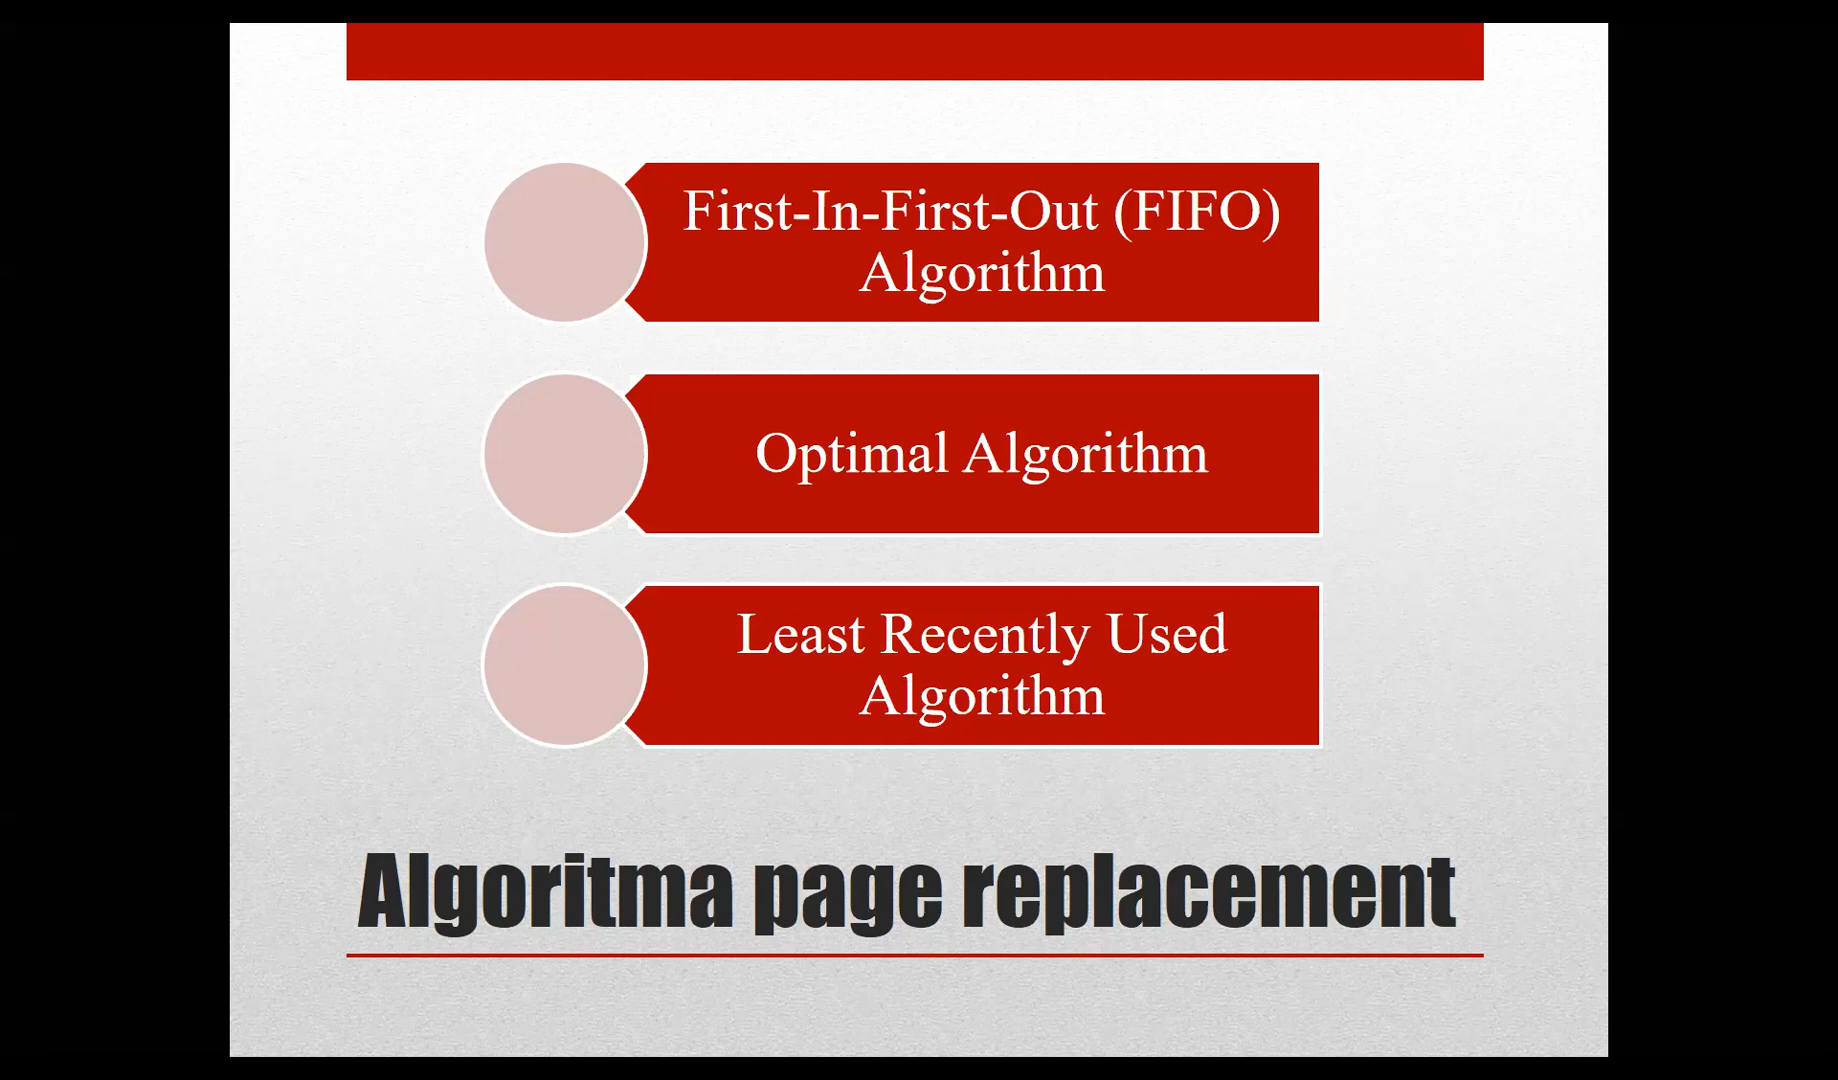 First-In-First-Out (FIFO)
Algorithm
Optimal Algorithm
Least Recently Used
Algorithm
Algoritma page replacement